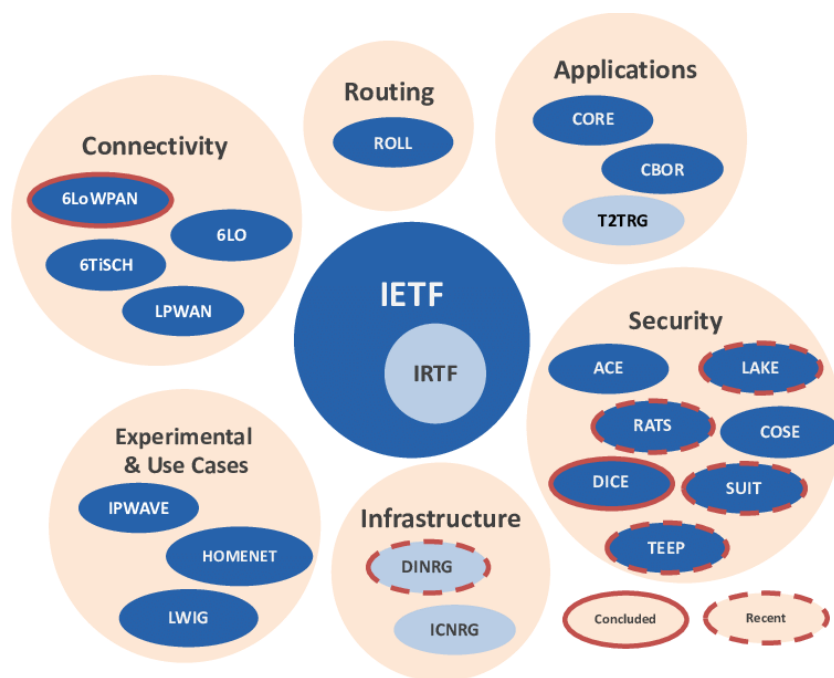 Connectivity
6LoWPAN
6LO
6TiSCH
LPWAN
Routing
ROLL
Applications
CORE
CBOR
T2TRG
IETF
IRTF
Security
ACE
LAKE
RATS
COSE
DICE
SUIT
TEEP
Experimental
& Use Cases
IPWAVE
HOMENET
LWIG
Infrastructure
DINRG
ICNRG
Concluded
Recent